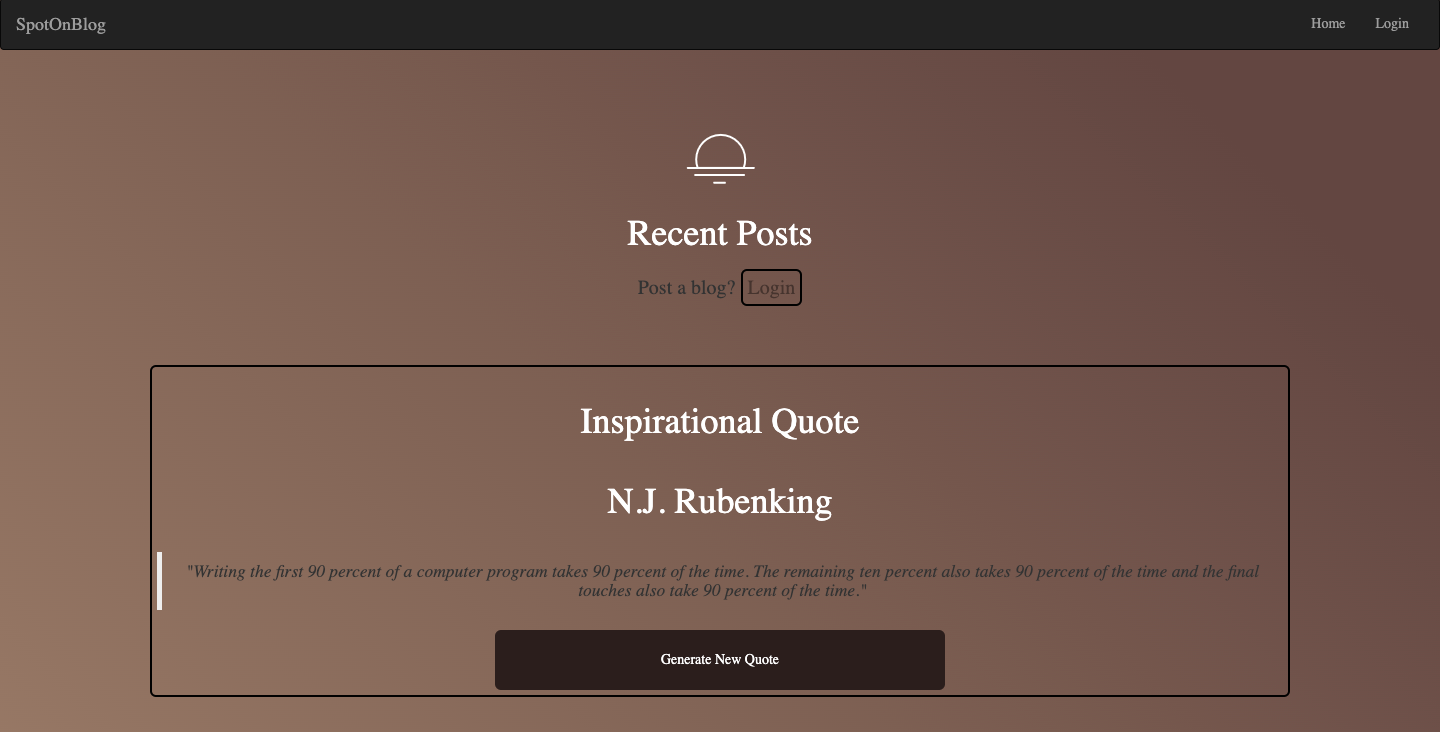 SpotOnBlog
Home
Login
Recent Posts
Post a blog? Login
Inspirational Quote
N.J. Rubenking
"Writing the first 90 percent of a computer program takes 90 percent of the time. The remaining ten percent also takes 90 percent of the time and the final
touches also take 90 percent of the time."
Generate New Quote